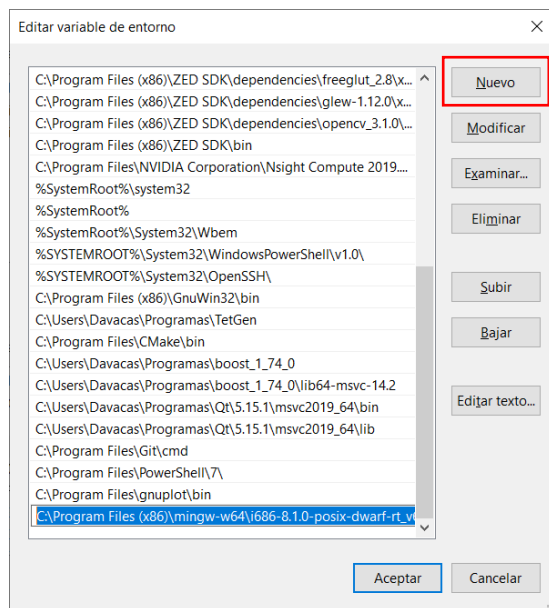 Editar variable de entorno
C:\Program Files (x86)\ZED SDK\dependencies\freeglut_2.8\x...
C:\Program Files (x86)\ZED SDK\dependencies\glew-1.12.0\x...
C:\Program Files (x86)\ZED SDK\dependencies\opencv_3.1.0\...
C:\Program Files (x86)\ZED SDK\bin
C:\Program Files\NVIDIA Corporation\Nsight Compute 2019....
%SystemRoot%\system32
%SystemRoot%
%SystemRoot%\System32\Wbem
%SYSTEMROOT%\System32\WindowsPowerShell\v1.0\
%SYSTEMROOT%\System32\OpenSSH\
C:\Program Files (x86)\GnuWin32\bin
C:\Users\Davacas\Programas\TetGen
C:\Program Files\CMake\bin
C:\Users\Davacas\Programas\boost_1_74_0
C:\Users\Davacas\Programas\boost_1_74_0\lib64-msvc-14.2
C:\Users\Davacas\Programas\Qt\5.15.1\msvc2019_64\bin
C:\Users\Davacas\Programas\Qt\5.15.1\msvc2019_64\lib
C:\Program Files\Git\cmd
C:\Program Files\PowerShell\7\
C:\Program Files\gnuplot\bin
C:\Program Files (x86)\mingw-w64\i686-8.1.0-posix-dwarf-rt_v6
Nuevo
Modificar
Examinar...
Eliminar
Subir
Bajar
Editar texto...
Aceptar
Cancelar